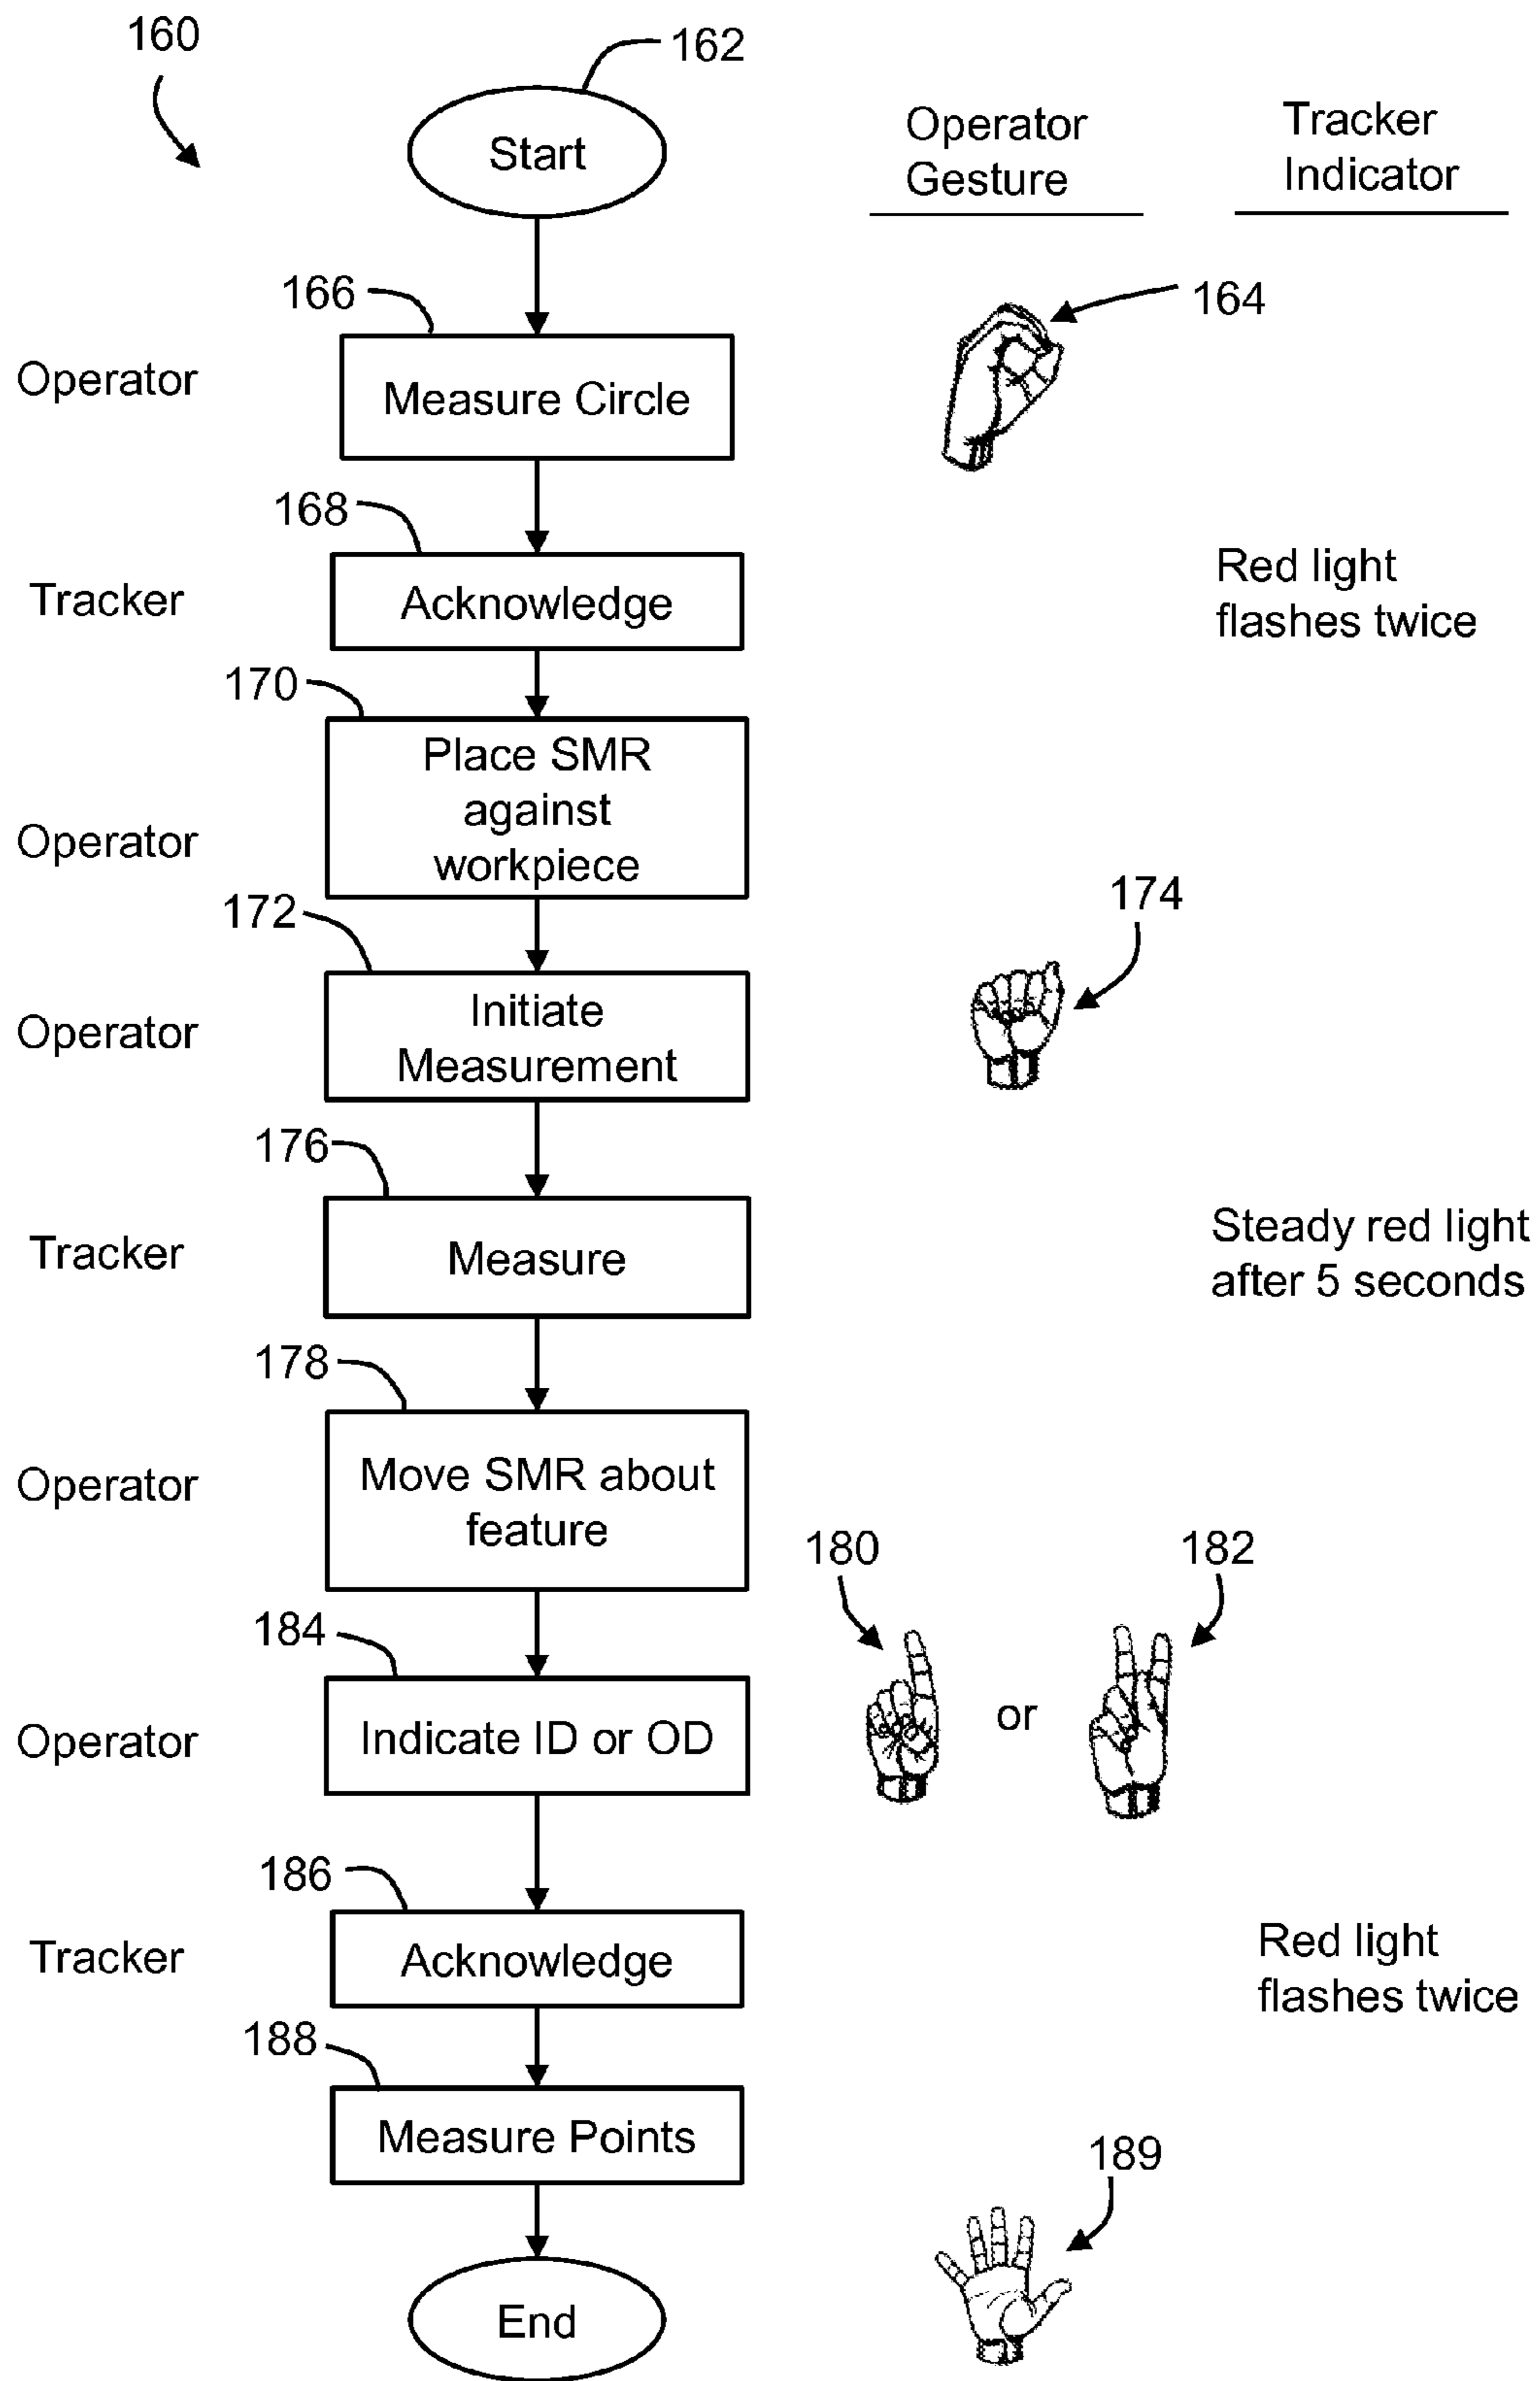 160
162
Start
Operator
Gesture
Tracker
Indicator
166
164
Operator
Measure Circle
168
Tracker
Acknowledge
Red light
flashes twice
170
Operator
Place SMR
against
workpiece
172
174
Operator
Initiate
Measurement
176
Tracker
Measure
Steady red light
after 5 seconds
178
Operator
Move SMR about
feature
180
182
184
Operator
Indicate ID or OD
or
186
Tracker
Acknowledge
Red light
flashes twice
188
Measure Points
189
End